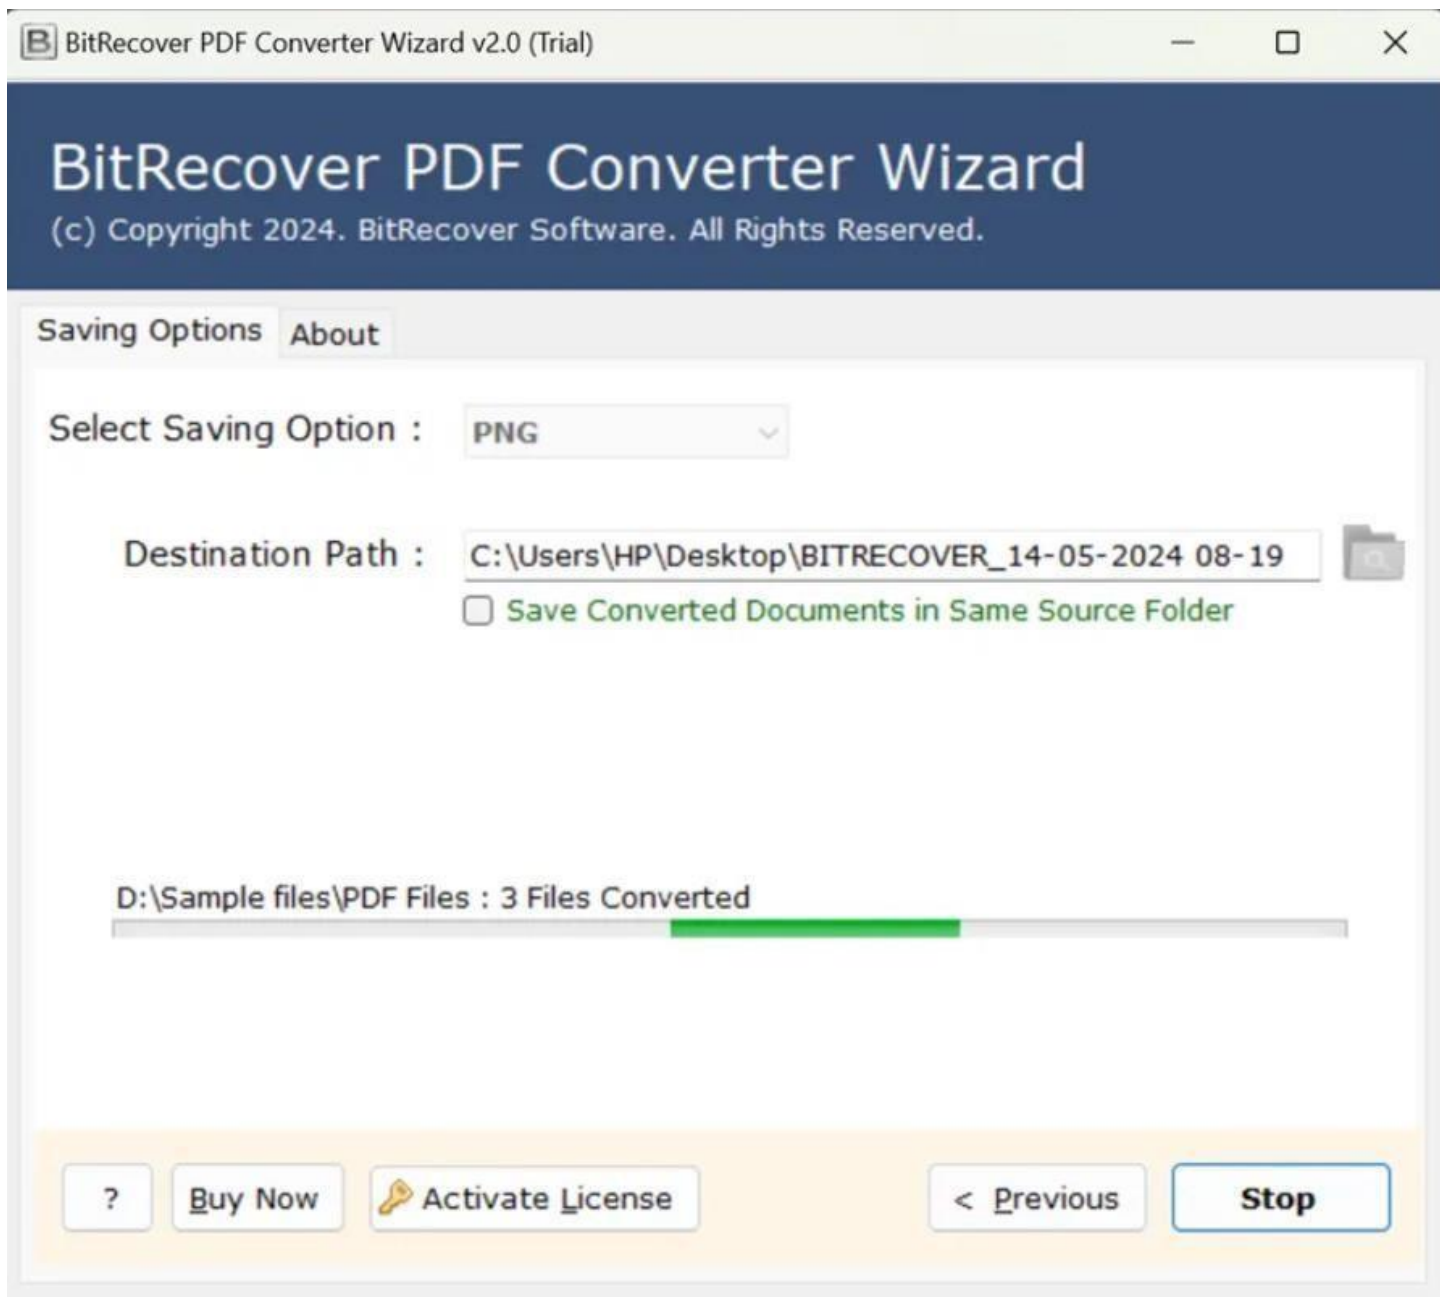 BitRecover PDF Converter Wizard v2.0 (Trial)
BitRecover PDF Converter Wizard
(c) Copyright 2024. BitRecover Software. All Rights Reserved.
Saving Options About
Select Saving Option : PNG
Destination Path : C:\Users\HP\Desktop\BITRECOVER_14-05-2024 08-19
Save Converted Documents in Same Source Folder
D:\Sample files\PDF Files : 3 Files Converted
? Buy Now Activate License < Previous Stop